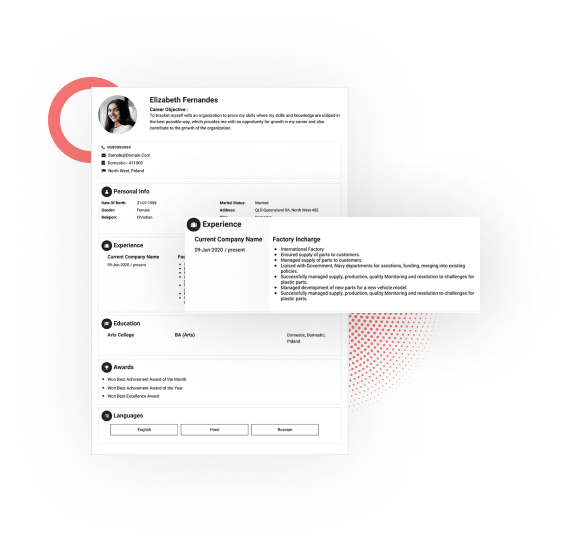 Elizabeth Fernandes
Career Objective :
To bracket myself with an organization to prove my skills where my skills and knowledge are utilized in
the best possible way, which provides me with an opportunity for growth in my career and also
contribute to the growth of the organization.
9999999999
Sample@Domain.Com
Domestic- 411003
North West, Poland
Personal Info
Date Of Birth: 21-07-1989 Marital Status: Married
Gender: Female Address: QLD Queensland SA, North West-402
Religion: Christian
Experience
Current Company Name
09-Jun-2020 / present
Factory Incharge
• International Factory
• Ensured supply of parts to customers.
• Managed supply of parts to customers.
• Liaised with Government, Navy departments for sanctions, funding, merging into existing
policies.
• Successfully managed supply, production, quality Monitoring and resolution to challenges for
plastic parts.
• Managed development of new parts for a new vehicle model.
• Successfully managed supply, production, quality Monitoring and resolution to challenges for
plastic parts.
Experience
Current Company Name
09-Jun-2020 / present
Education
Arts College BA (Arts) Domestic, Domestic,
Poland
Awards
• Won Best Achivement Award of the Month
• Won Best Achivement Award of the Year
• Won Best Excellence Award
Languages
English Hindi Russian